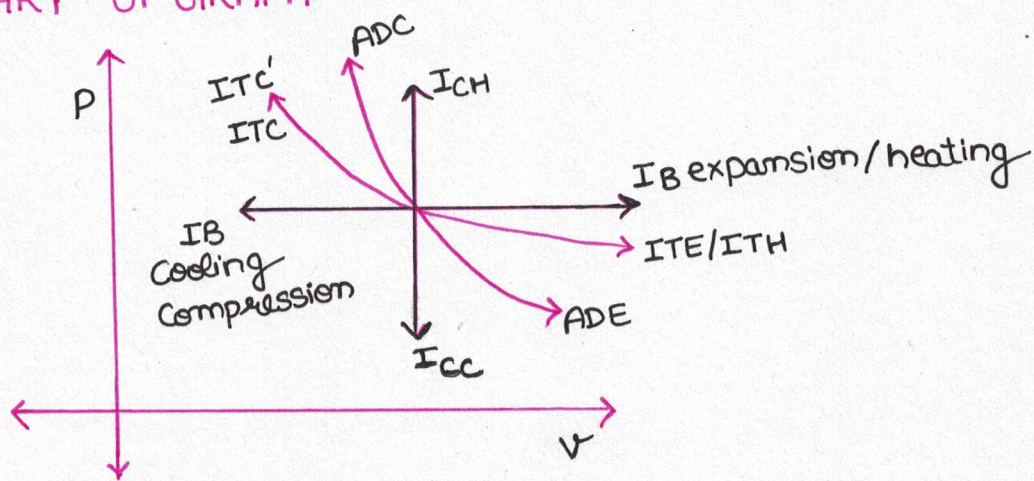 ADC
ITC'
ICH
P
ITC
IB expansion/heating
IB
Cooling
Compression
ITE/ITH
ADE
ICC
V